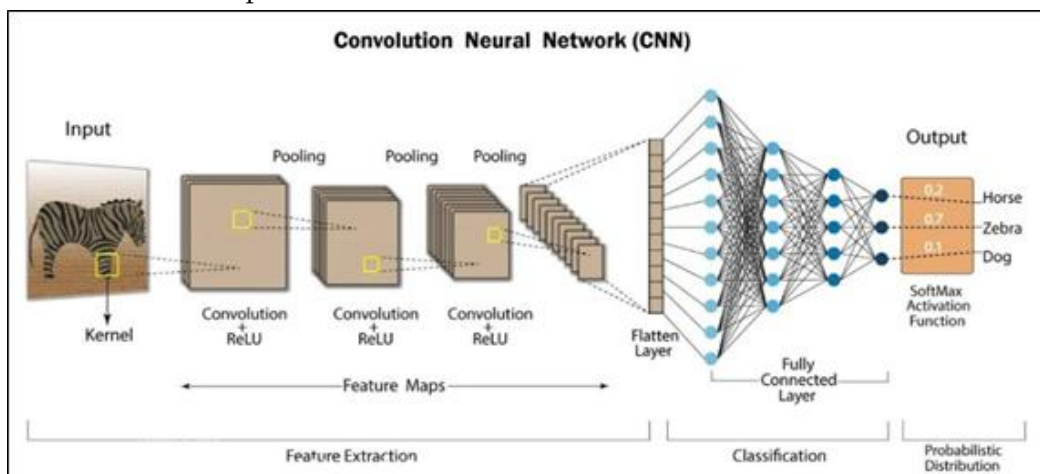 Convolution Neural Network (CNN)
Input
Output
Pooling
Pooling
Pooling
0.2
Horse
0.7
Zebra
0.1
Dog
SoftMax
Activation
Function
Kernel
Convolution
+
ReLU
Convolution
+
ReLU
Convolution
+
ReLU
Flatten
Layer
Fully
Connected
Layer
Feature Maps
Feature Extraction
Classification
Probabilistic
Distribution